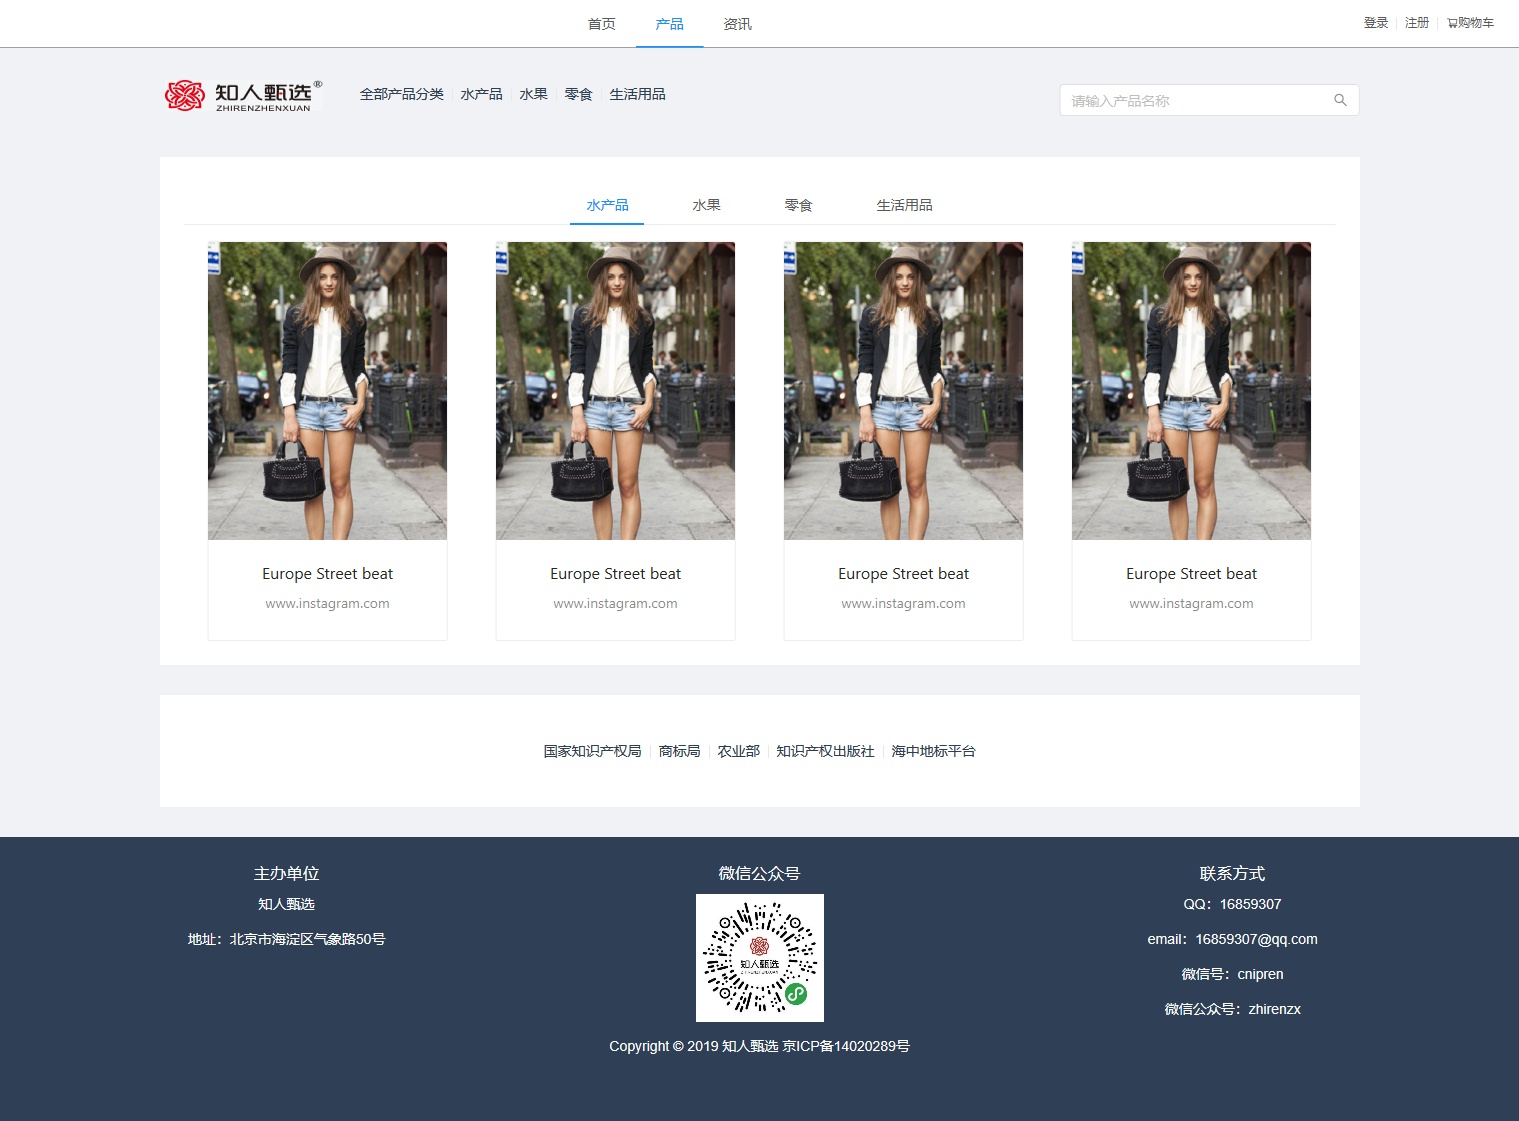 首页 产品 资讯 登录 注册 购物车
知人甄选®
ZHIRENZHENXUAN
全部产品分类 水产品 水果 零食 生活用品
请输入产品名称
水产品 水果 零食 生活用品
Europe Street beat
www.instagram.com
Europe Street beat
www.instagram.com
Europe Street beat
www.instagram.com
Europe Street beat
www.instagram.com
国家知识产权局 商标局 农业部 知识产权出版社 海中地标平台
主办单位
知人甄选
地址：北京市海淀区气象路50号
微信公众号
知人甄选
ZHIRENZHENXUAN
联系方式
QQ：16859307
email：16859307@qq.com
微信号：cnipren
微信公众号：zhirenzx
Copyright © 2019 知人甄选 京ICP备14020289号